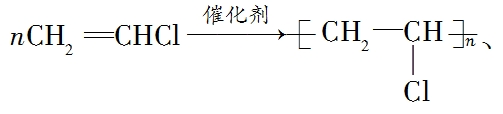 催化剂
nCH₂═CHCl ⟶ ⁅CH₂—CH⁆ₙ、
Cl